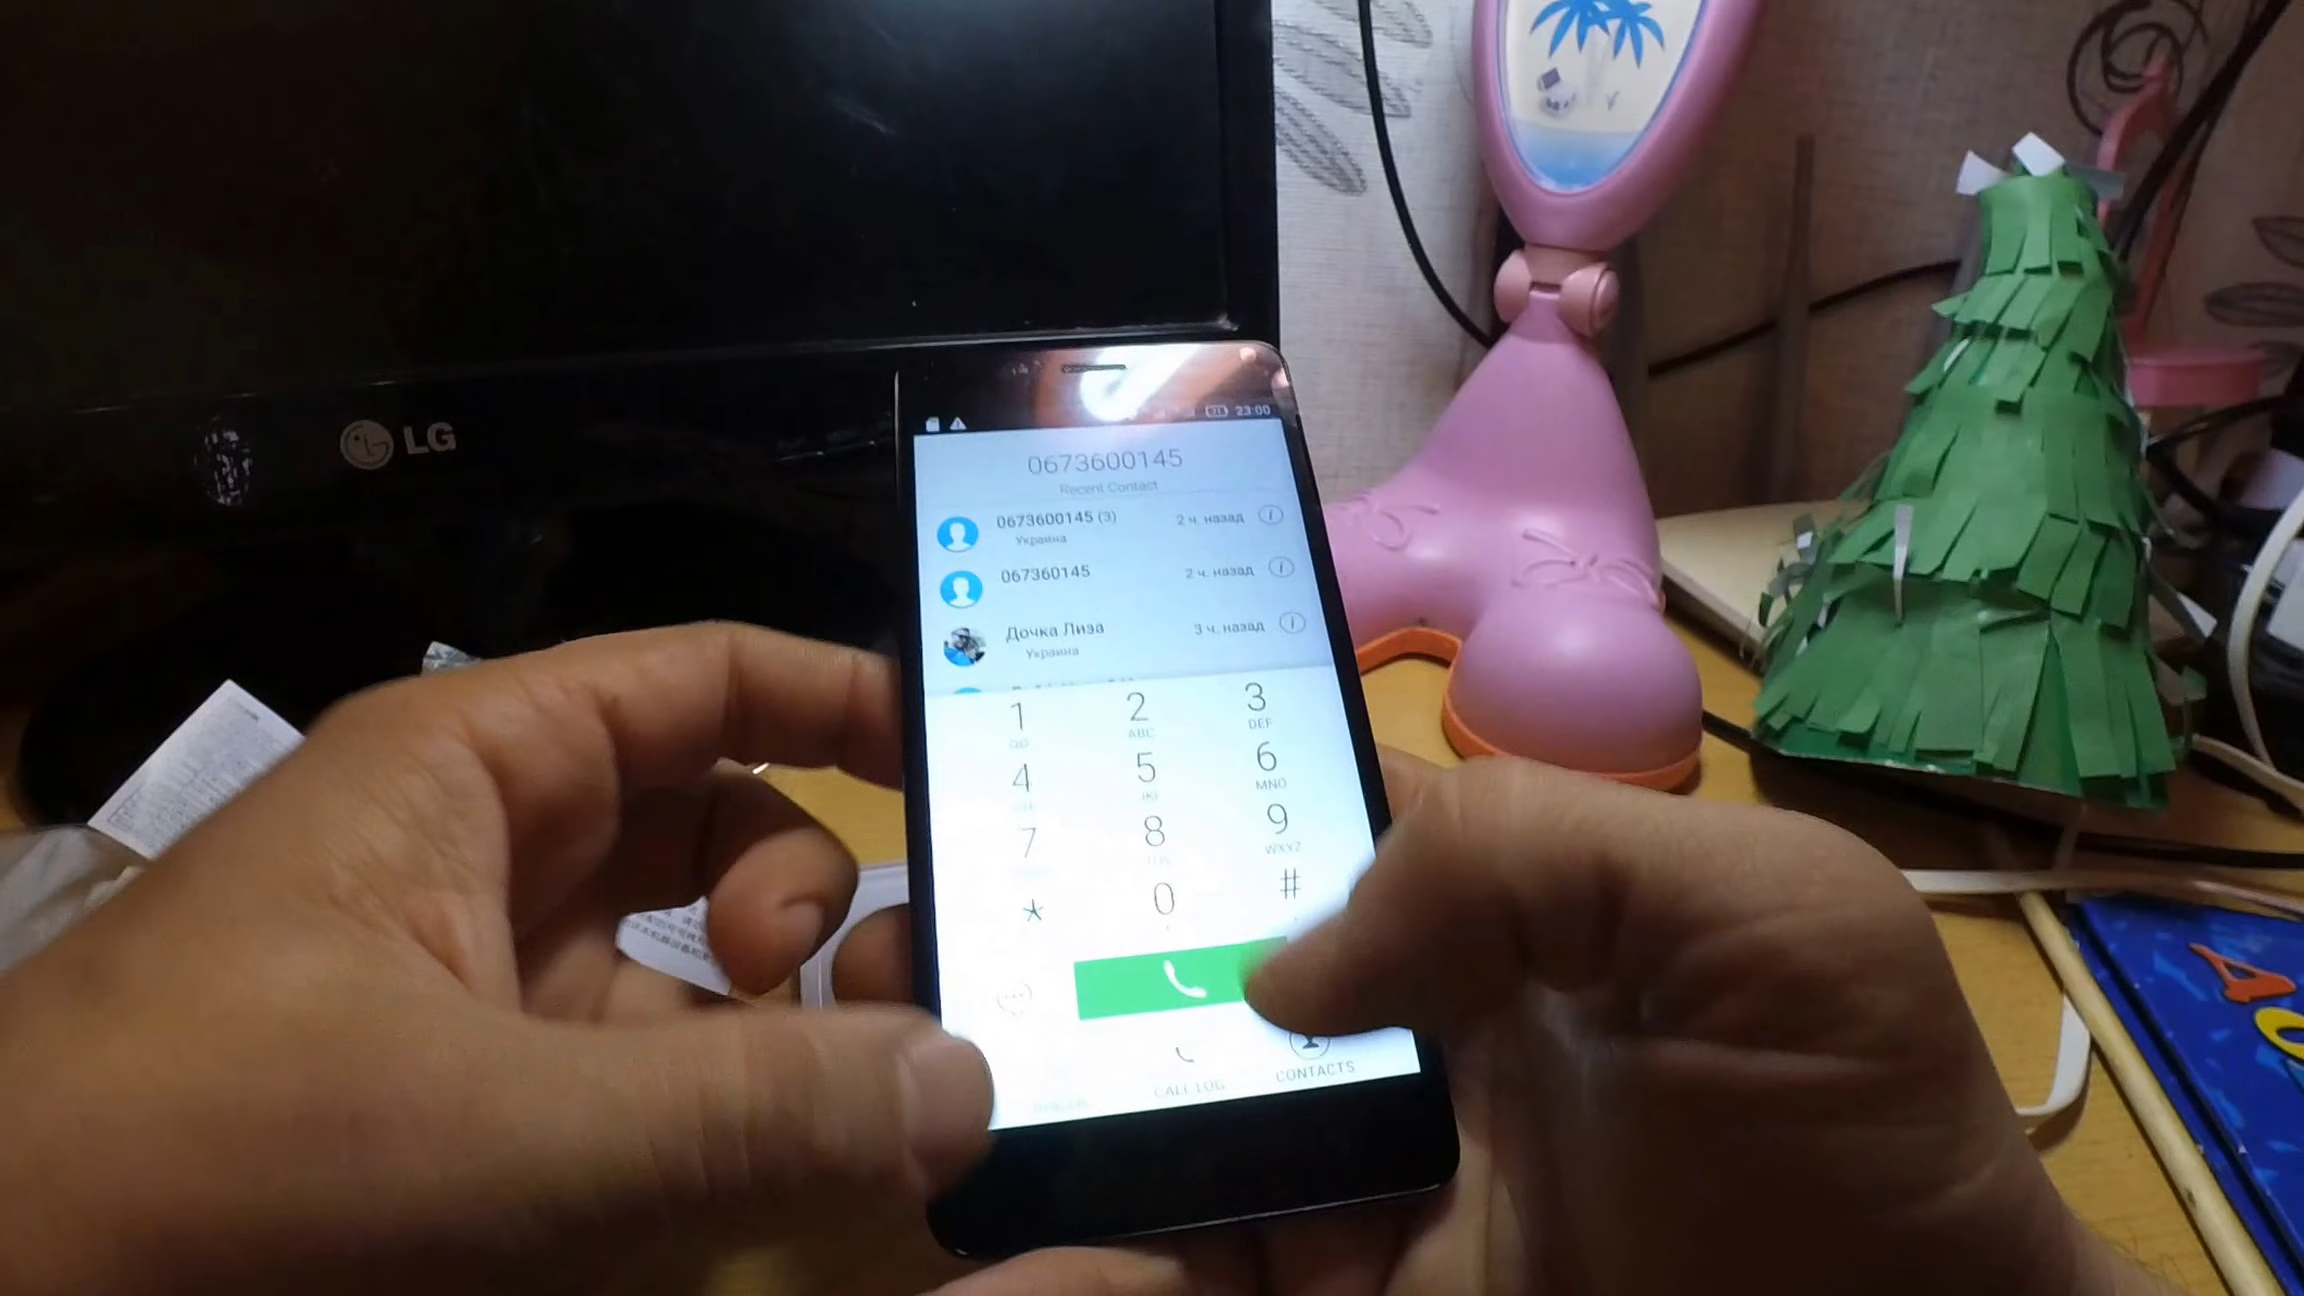 LG
23:00
0673600145
Recent Contact
0673600145 (3) 2 ч. назад
Украина
067360145 2 ч. назад
Дочка Лиза 3 ч. назад
Украина
1 2 3
ABC DEF
4 5 6
JKL MNO
7 8 9
WXYZ
* 0 #
CALL LOG CONTACTS